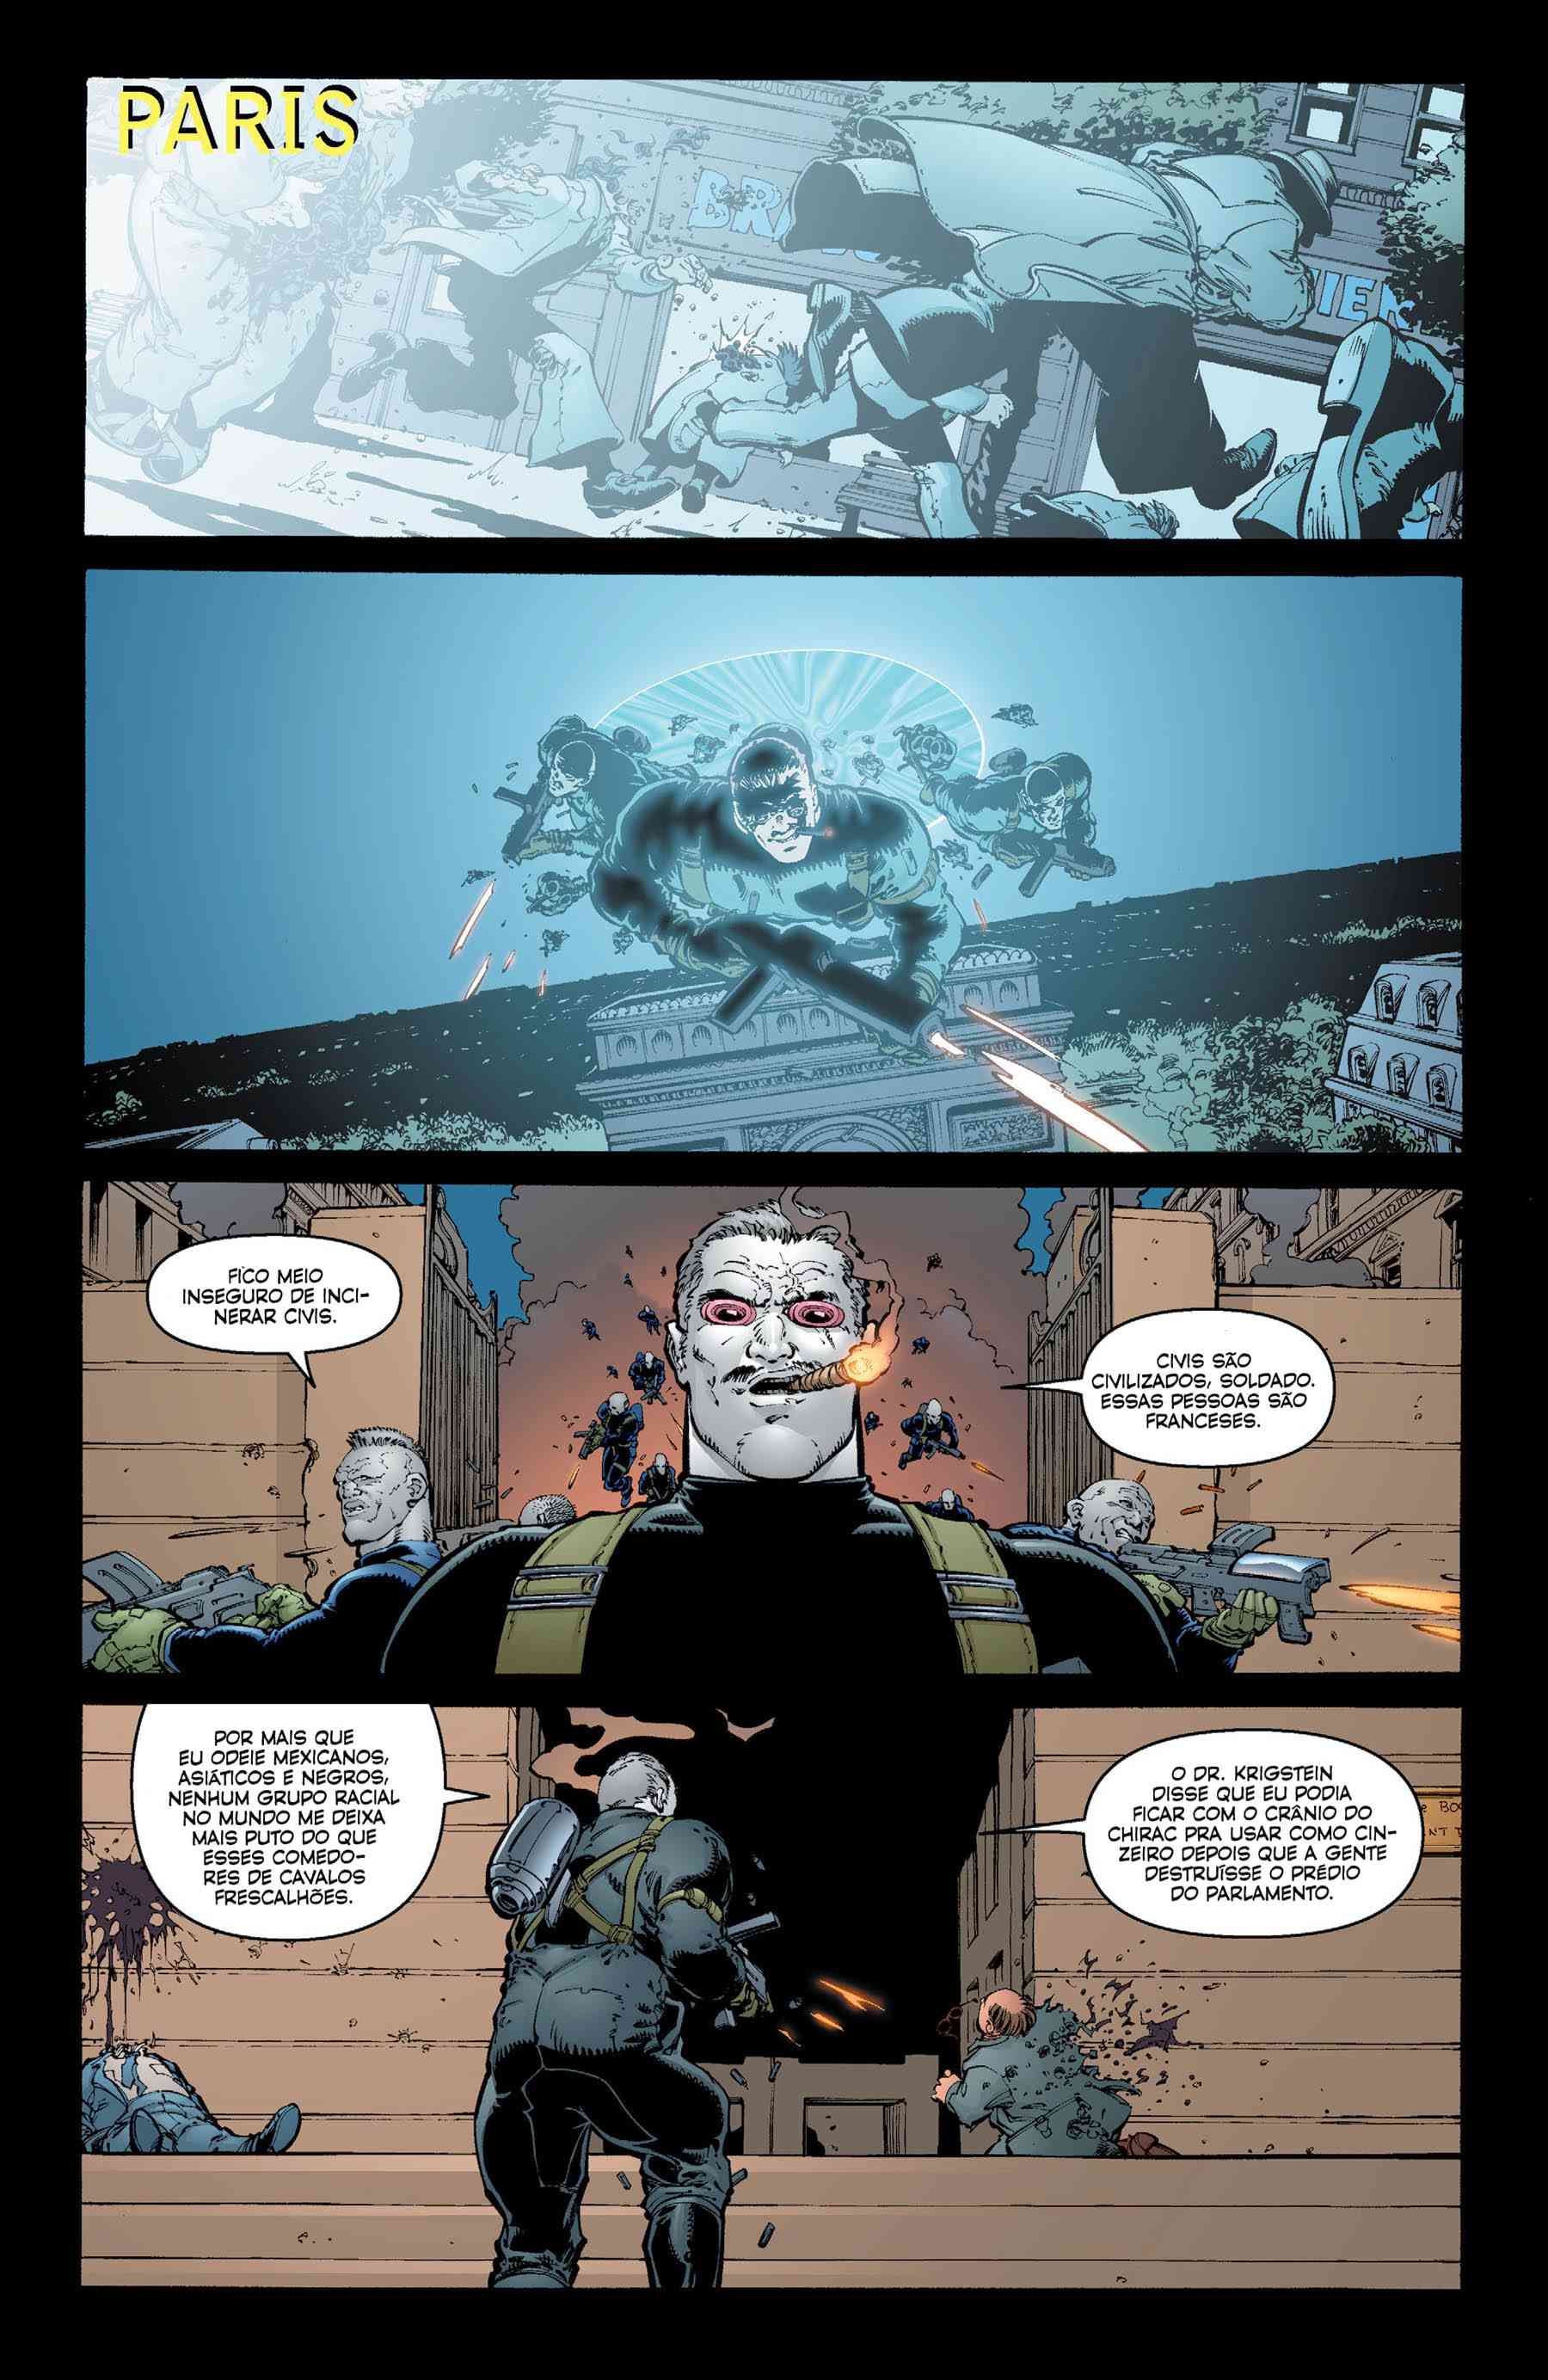 PARIS
BRA
IER
FICO MEIO
INSEGURO DE INCI-
NERAR CIVIS.
CIVIS SÃO
CIVILIZADOS, SOLDADO.
ESSAS PESSOAS SÃO
FRANCESES.
POR MAIS QUE
EU ODEIE MEXICANOS,
ASIÁTICOS E NEGROS,
NENHUM GRUPO RACIAL
NO MUNDO ME DEIXA
MAIS PUTO DO QUE
ESSES COMEDO-
RES DE CAVALOS
FRESCALHÕES.
O DR. KRIGSTEIN
DISSE QUE EU PODIA
FICAR COM O CRÂNIO DO
CHIRAC PRA USAR COMO CIN-
ZEIRO DEPOIS QUE A GENTE
DESTRUÍSSE O PRÉDIO
DO PARLAMENTO.